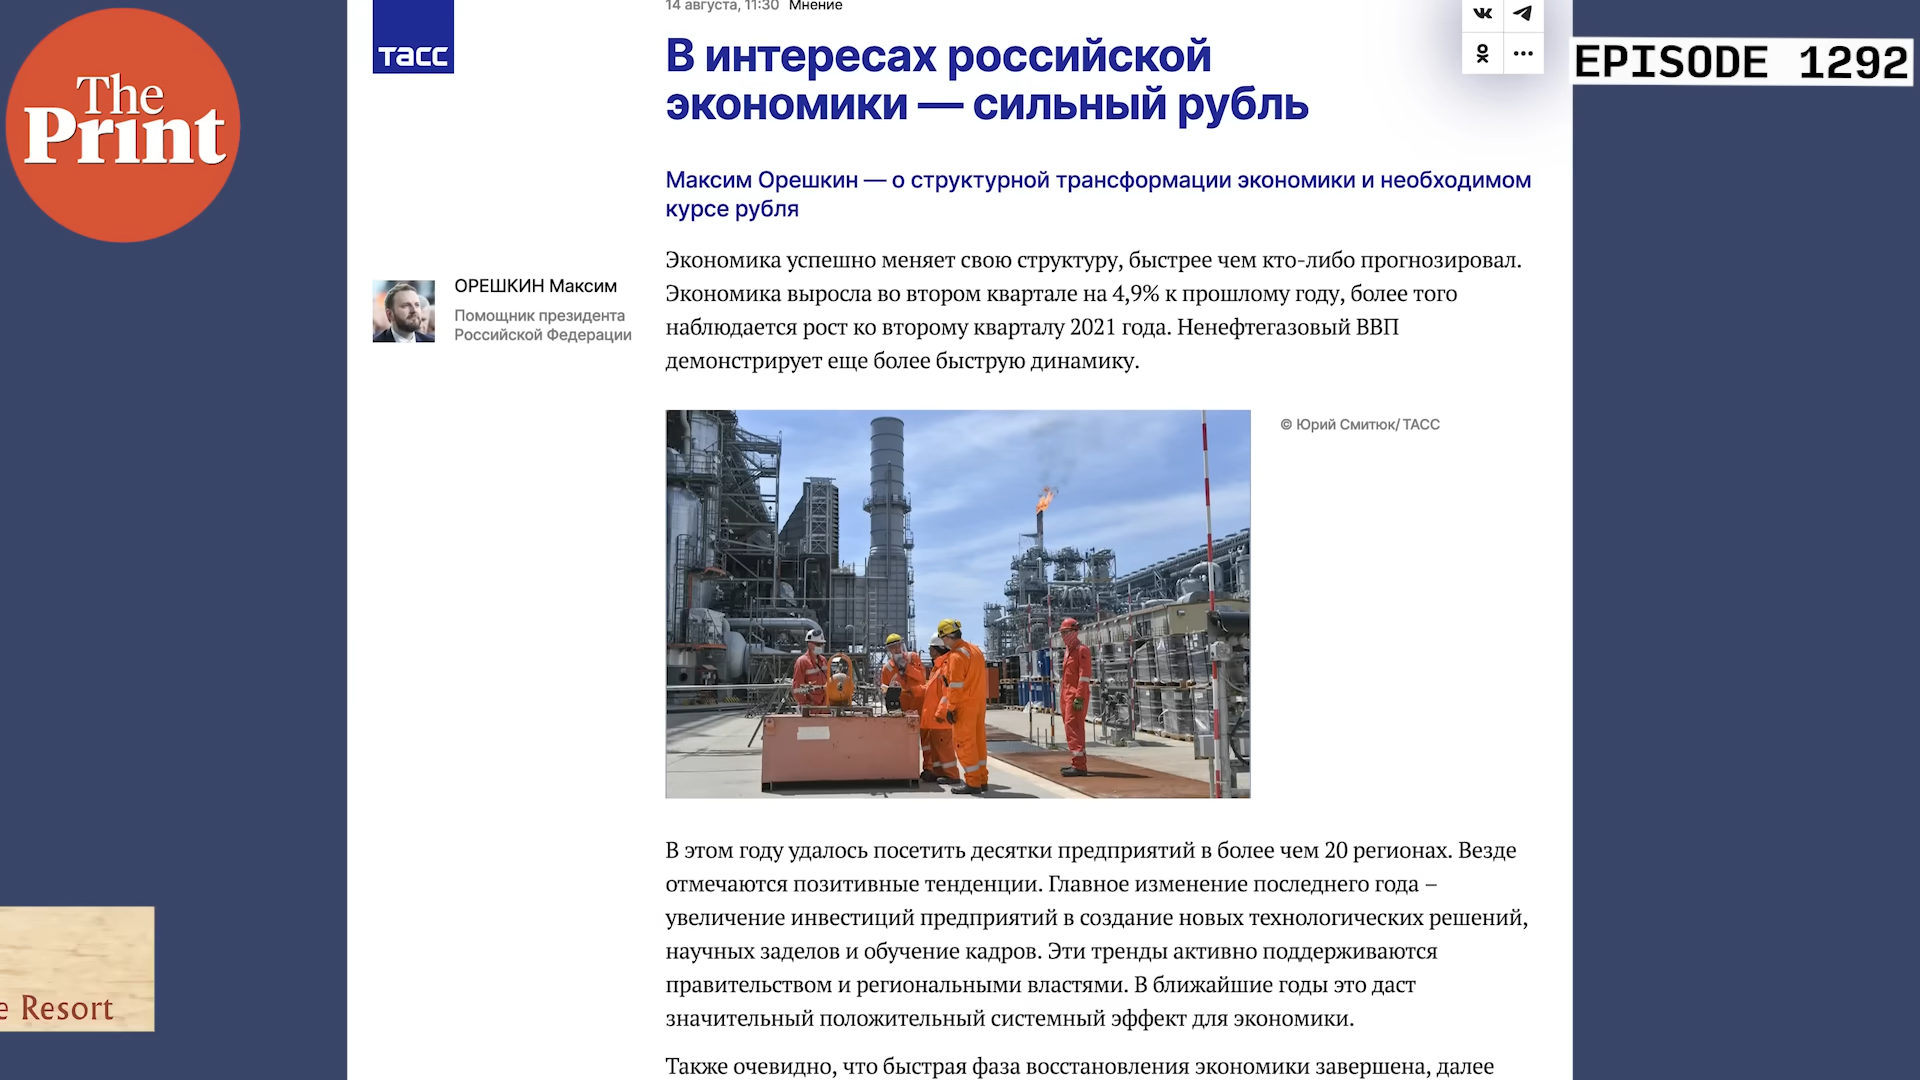 The
Print
тасс
14 августа, 11:30 Мнение
EPISODE 1292
В интересах российской
экономики — сильный рубль
Максим Орешкин — о структурной трансформации экономики и необходимом
курсе рубля
ОРЕШКИН Максим
Помощник президента
Российской Федерации
Экономика успешно меняет свою структуру, быстрее чем кто-либо прогнозировал.
Экономика выросла во втором квартале на 4,9% к прошлому году, более того
наблюдается рост ко второму кварталу 2021 года. Ненефтегазовый ВВП
демонстрирует еще более быструю динамику.
© Юрий Смитюк/ТАСС
В этом году удалось посетить десятки предприятий в более чем 20 регионах. Везде
отмечаются позитивные тенденции. Главное изменение последнего года –
увеличение инвестиций предприятий в создание новых технологических решений,
научных заделов и обучение кадров. Эти тренды активно поддерживаются
правительством и региональными властями. В ближайшие годы это даст
значительный положительный системный эффект для экономики.
Также очевидно, что быстрая фаза восстановления экономики завершена, далее
e Resort